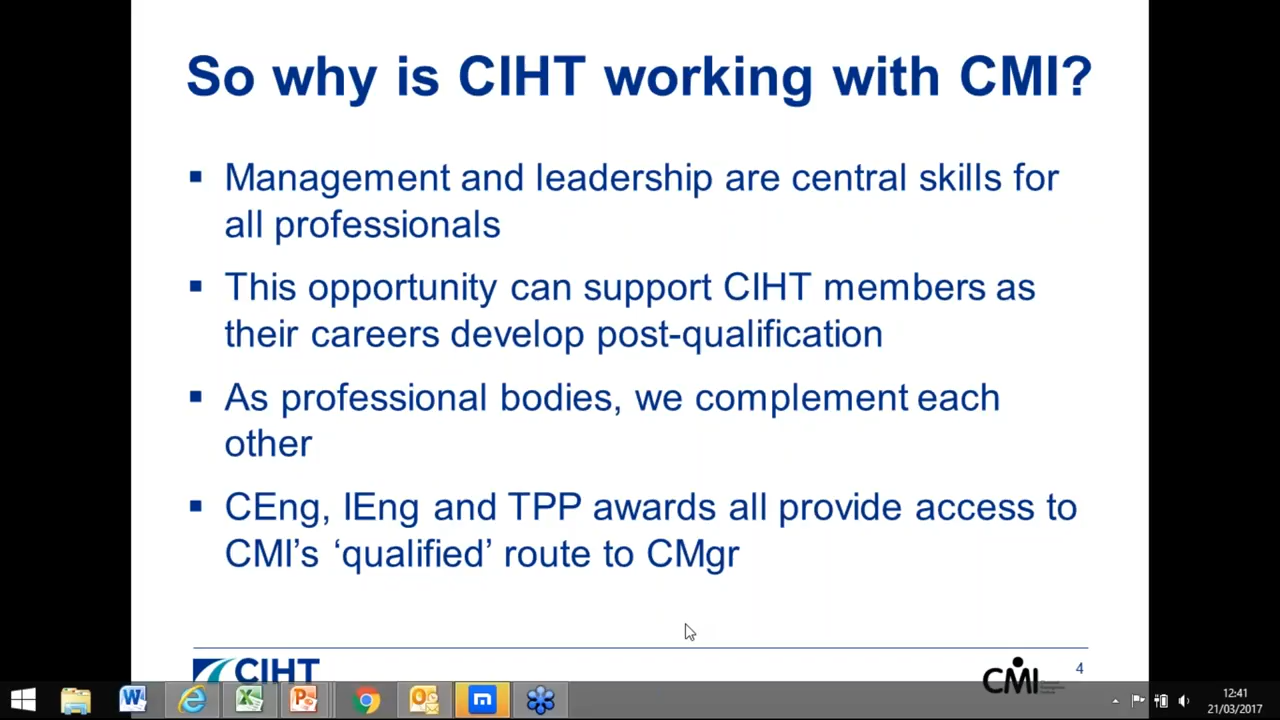 So why is CIHT working with CMI?
Management and leadership are central skills for
all professionals
This opportunity can support CIHT members as
their careers develop post-qualification
As professional bodies, we complement each
other
CEng, IEng and TPP awards all provide access to
CMI’s ‘qualified’ route to CMgr
CIHT
CMI
4
12:41
21/03/2017